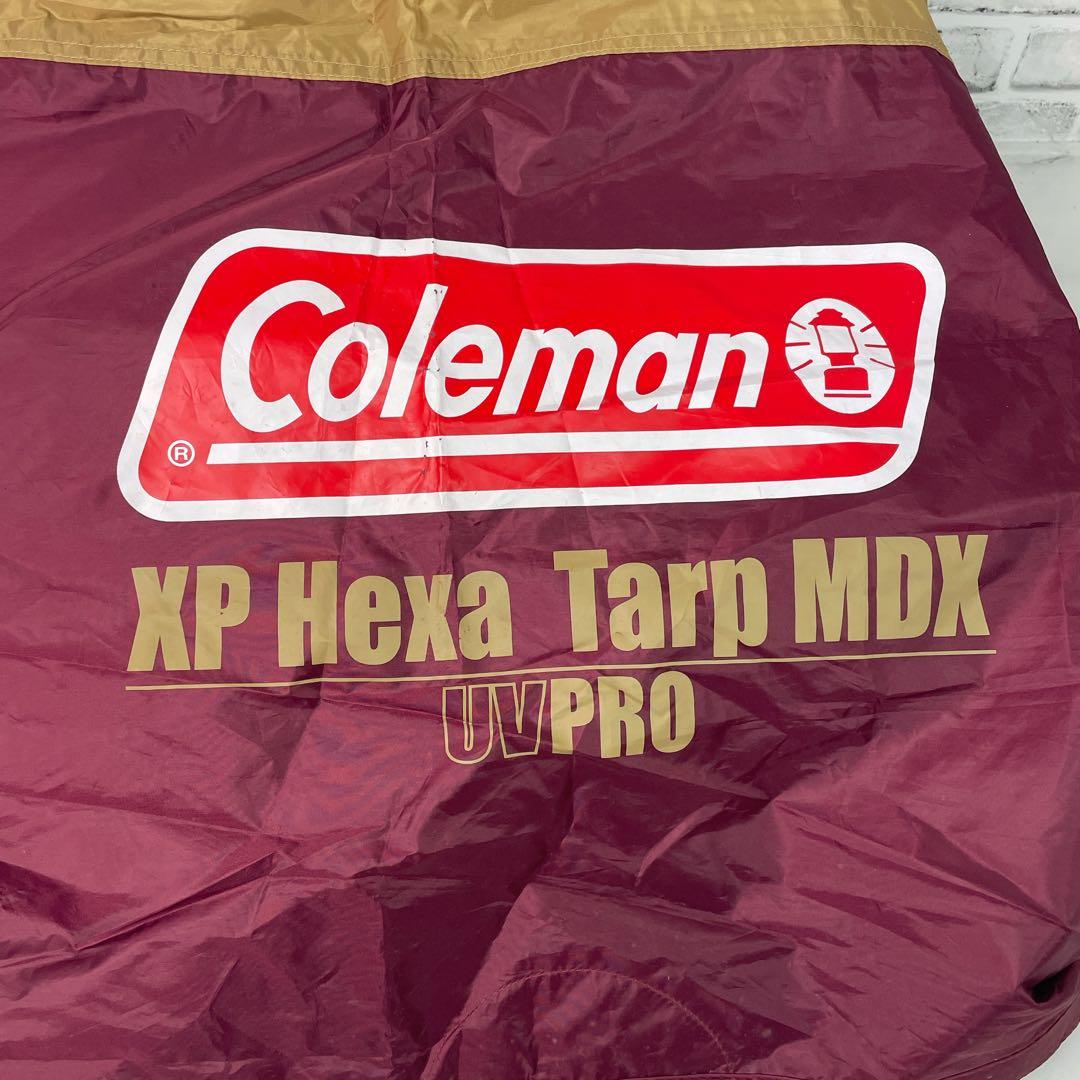 Coleman
®
XP Hexa Tarp MDX
UVPRO